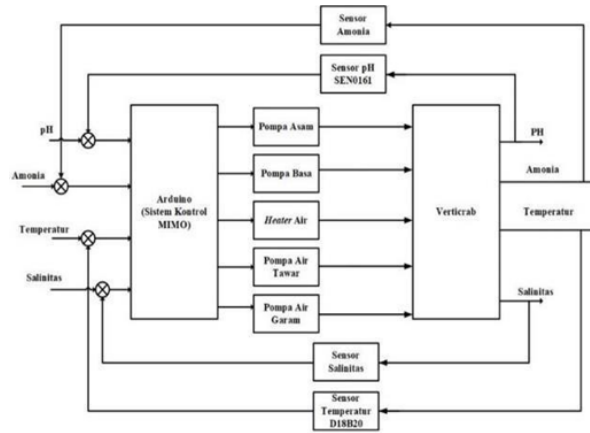 Sensor
Amonia
Sensor pH
SEN0161
pH
Amonia
Temperatur
Salinitas
Arduino
(Sistem Kontrol
MIMO)
Pompa Asam
Pompa Basa
Heater Air
Pompa Air
Tawar
Pompa Air
Garam
Verticrab
PH
Amonia
Temperatur
Salinitas
Sensor
Salinitas
Sensor
Temperatur
D18B20